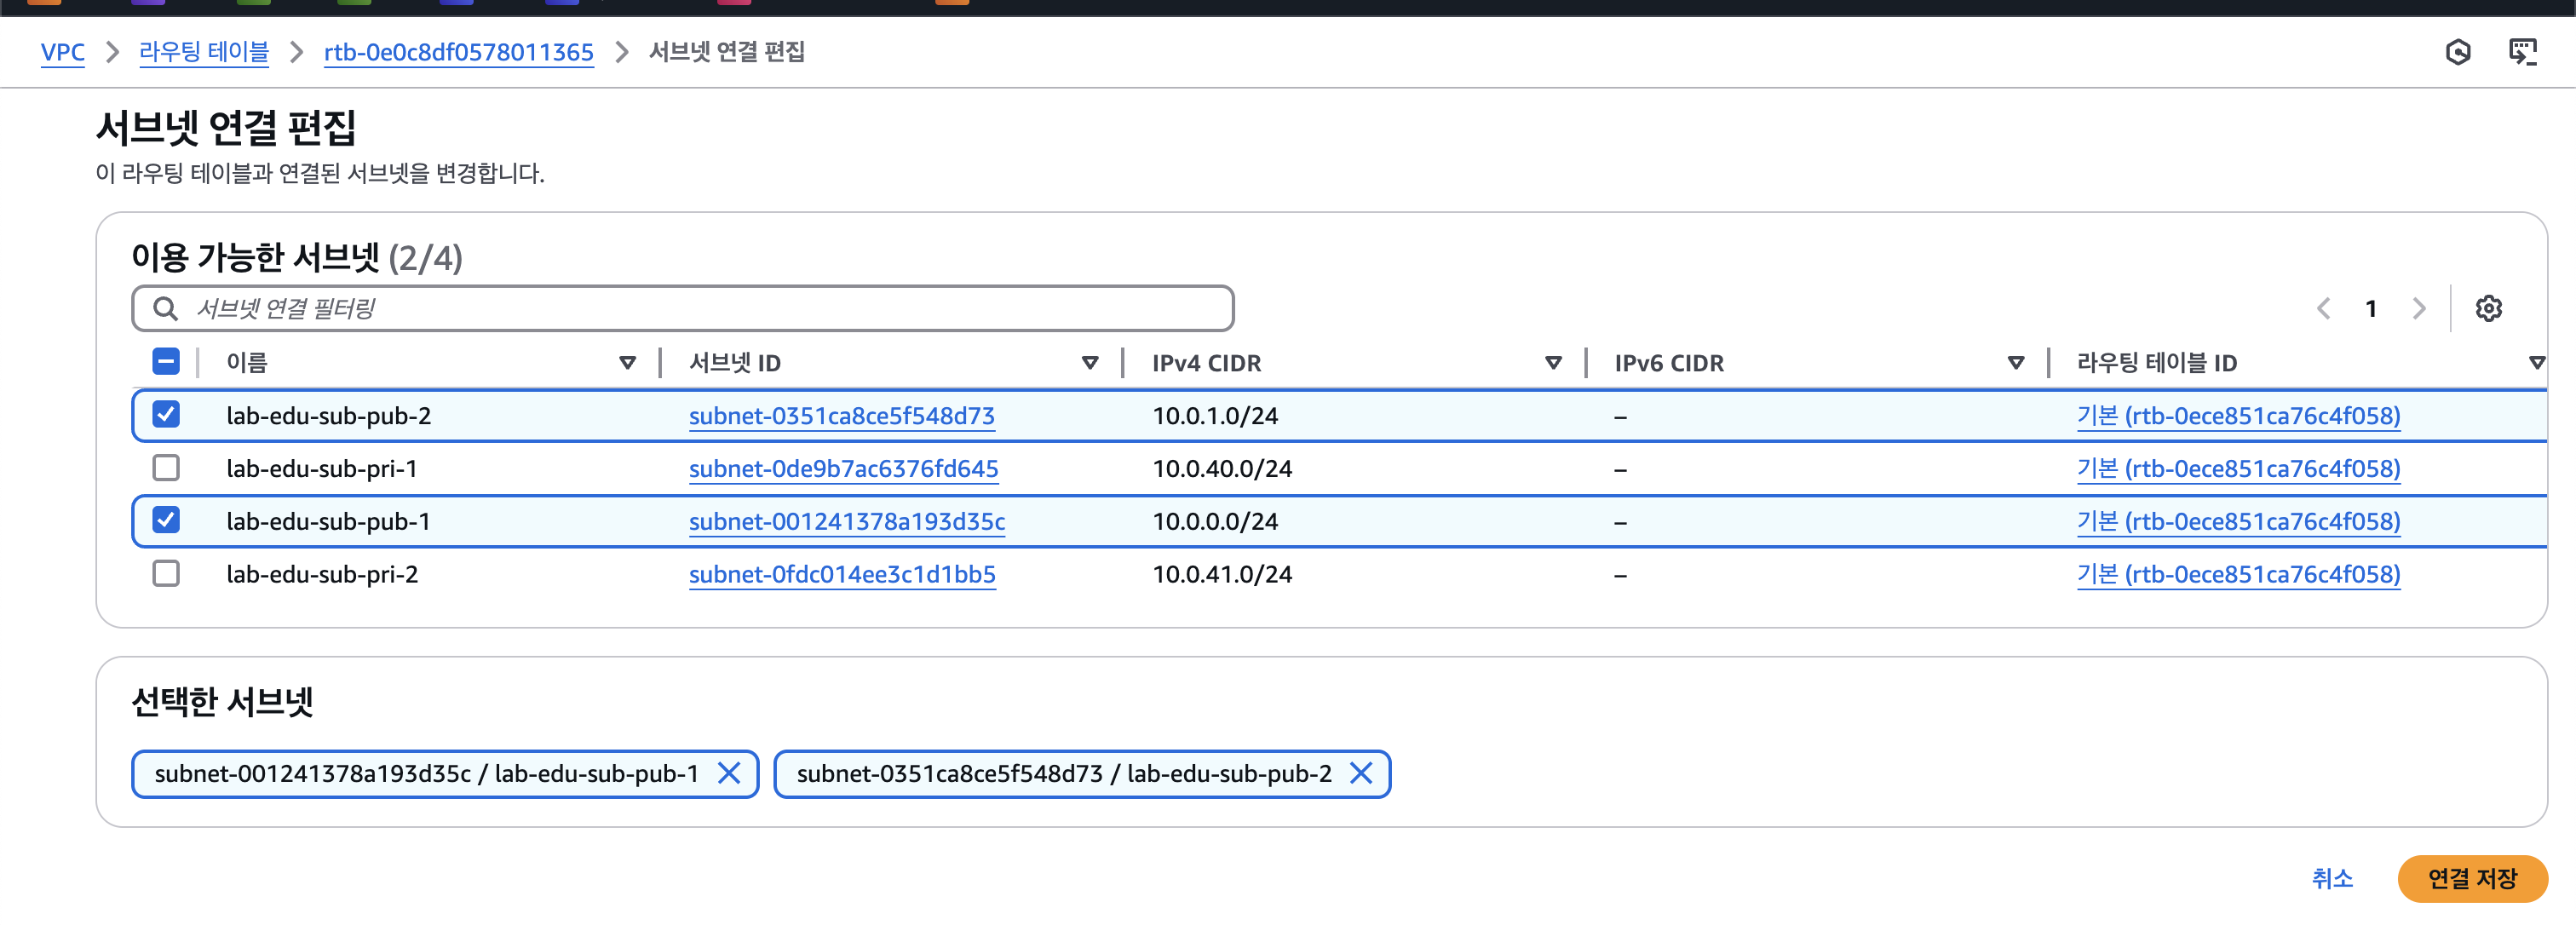 VPC > 라우팅 테이블 > rtb-0e0c8df0578011365 > 서브넷 연결 편집
서브넷 연결 편집
이 라우팅 테이블과 연결된 서브넷을 변경합니다.
이용 가능한 서브넷 (2/4)
서브넷 연결 필터링
1
이름 서브넷 ID IPv4 CIDR IPv6 CIDR 라우팅 테이블 ID
lab-edu-sub-pub-2 subnet-0351ca8ce5f548d73 10.0.1.0/24 – 기본 (rtb-0ece851ca76c4f058)
lab-edu-sub-pri-1 subnet-0de9b7ac6376fd645 10.0.40.0/24 – 기본 (rtb-0ece851ca76c4f058)
lab-edu-sub-pub-1 subnet-001241378a193d35c 10.0.0.0/24 – 기본 (rtb-0ece851ca76c4f058)
lab-edu-sub-pri-2 subnet-0fdc014ee3c1d1bb5 10.0.41.0/24 – 기본 (rtb-0ece851ca76c4f058)
선택한 서브넷
subnet-001241378a193d35c / lab-edu-sub-pub-1 subnet-0351ca8ce5f548d73 / lab-edu-sub-pub-2
취소 연결 저장